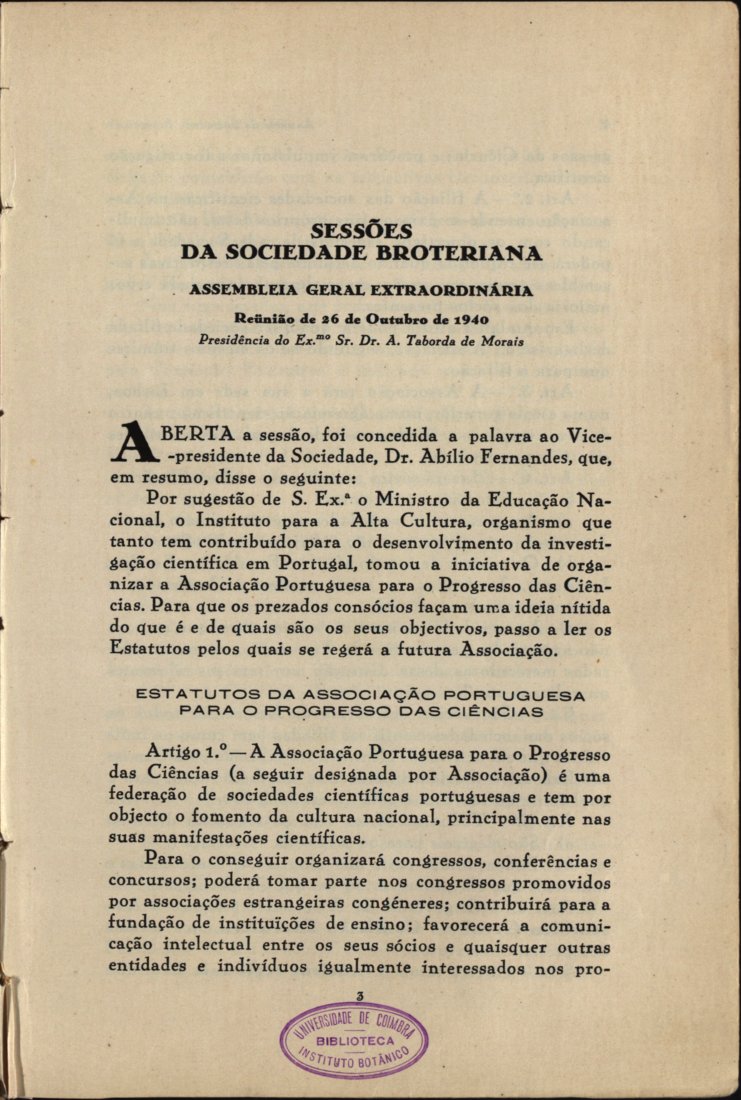 SESSÕES
DA SOCIEDADE BROTERIANA
ASSEMBLEIA GERAL EXTRAORDINÁRIA
Reünião de 26 de Outubro de 1940
Presidência do Ex.mo Sr. Dr. A. Taborda de Morais
ABERTA a sessão, foi concedida a palavra ao Vice-
-presidente da Sociedade, Dr. Abílio Fernandes, que,
em resumo, disse o seguinte:
Por sugestão de S. Ex.ª o Ministro da Educação Na-
cional, o Instituto para a Alta Cultura, organismo que
tanto tem contribuído para o desenvolvimento da investi-
gação científica em Portugal, tomou a iniciativa de orga-
nizar a Associação Portuguesa para o Progresso das Ciên-
cias. Para que os prezados consócios façam uma ideia nítida
do que é e de quais são os seus objectivos, passo a ler os
Estatutos pelos quais se regerá a futura Associação.
ESTATUTOS DA ASSOCIAÇÃO PORTUGUESA
PARA O PROGRESSO DAS CIÊNCIAS
Artigo 1.º — A Associação Portuguesa para o Progresso
das Ciências (a seguir designada por Associação) é uma
federação de sociedades científicas portuguesas e tem por
objecto o fomento da cultura nacional, principalmente nas
suas manifestações científicas.
Para o conseguir organizará congressos, conferências e
concursos; poderá tomar parte nos congressos promovidos
por associações estrangeiras congéneres; contribuirá para a
fundação de instituïções de ensino; favorecerá a comuni-
cação intelectual entre os seus sócios e quaisquer outras
entidades e indivíduos igualmente interessados nos pro-
3
UNIVERSIDADE DE COIMBRA
BIBLIOTECA
INSTITUTO BOTÂNICO